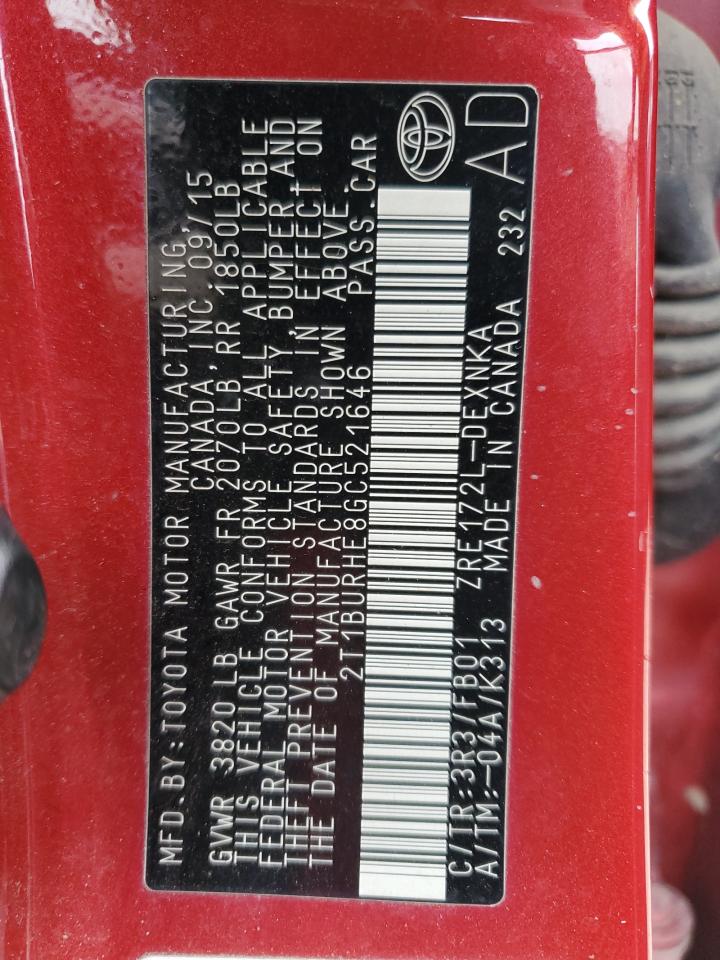 MFD.BY:TOYOTA MOTOR MANUFACTURING
CANADA,INC. 09/15
GVWR 3820 LB GAWR FR 2070LB,RR 1850LB
THIS VEHICLE CONFORMS TO ALL APPLICABLE
FEDERAL MOTOR VEHICLE SAFETY,BUMPER,AND
THEFT PREVENTION STANDARDS IN EFFECT ON
THE DATE OF MANUFACTURE SHOWN ABOVE.
2T1BURHE8GC521646 PASS.CAR
C/TR:3R3/FB01 ZRE172L-DEXNKA
A/TM:-04A/K313 MADE IN CANADA 232
AD